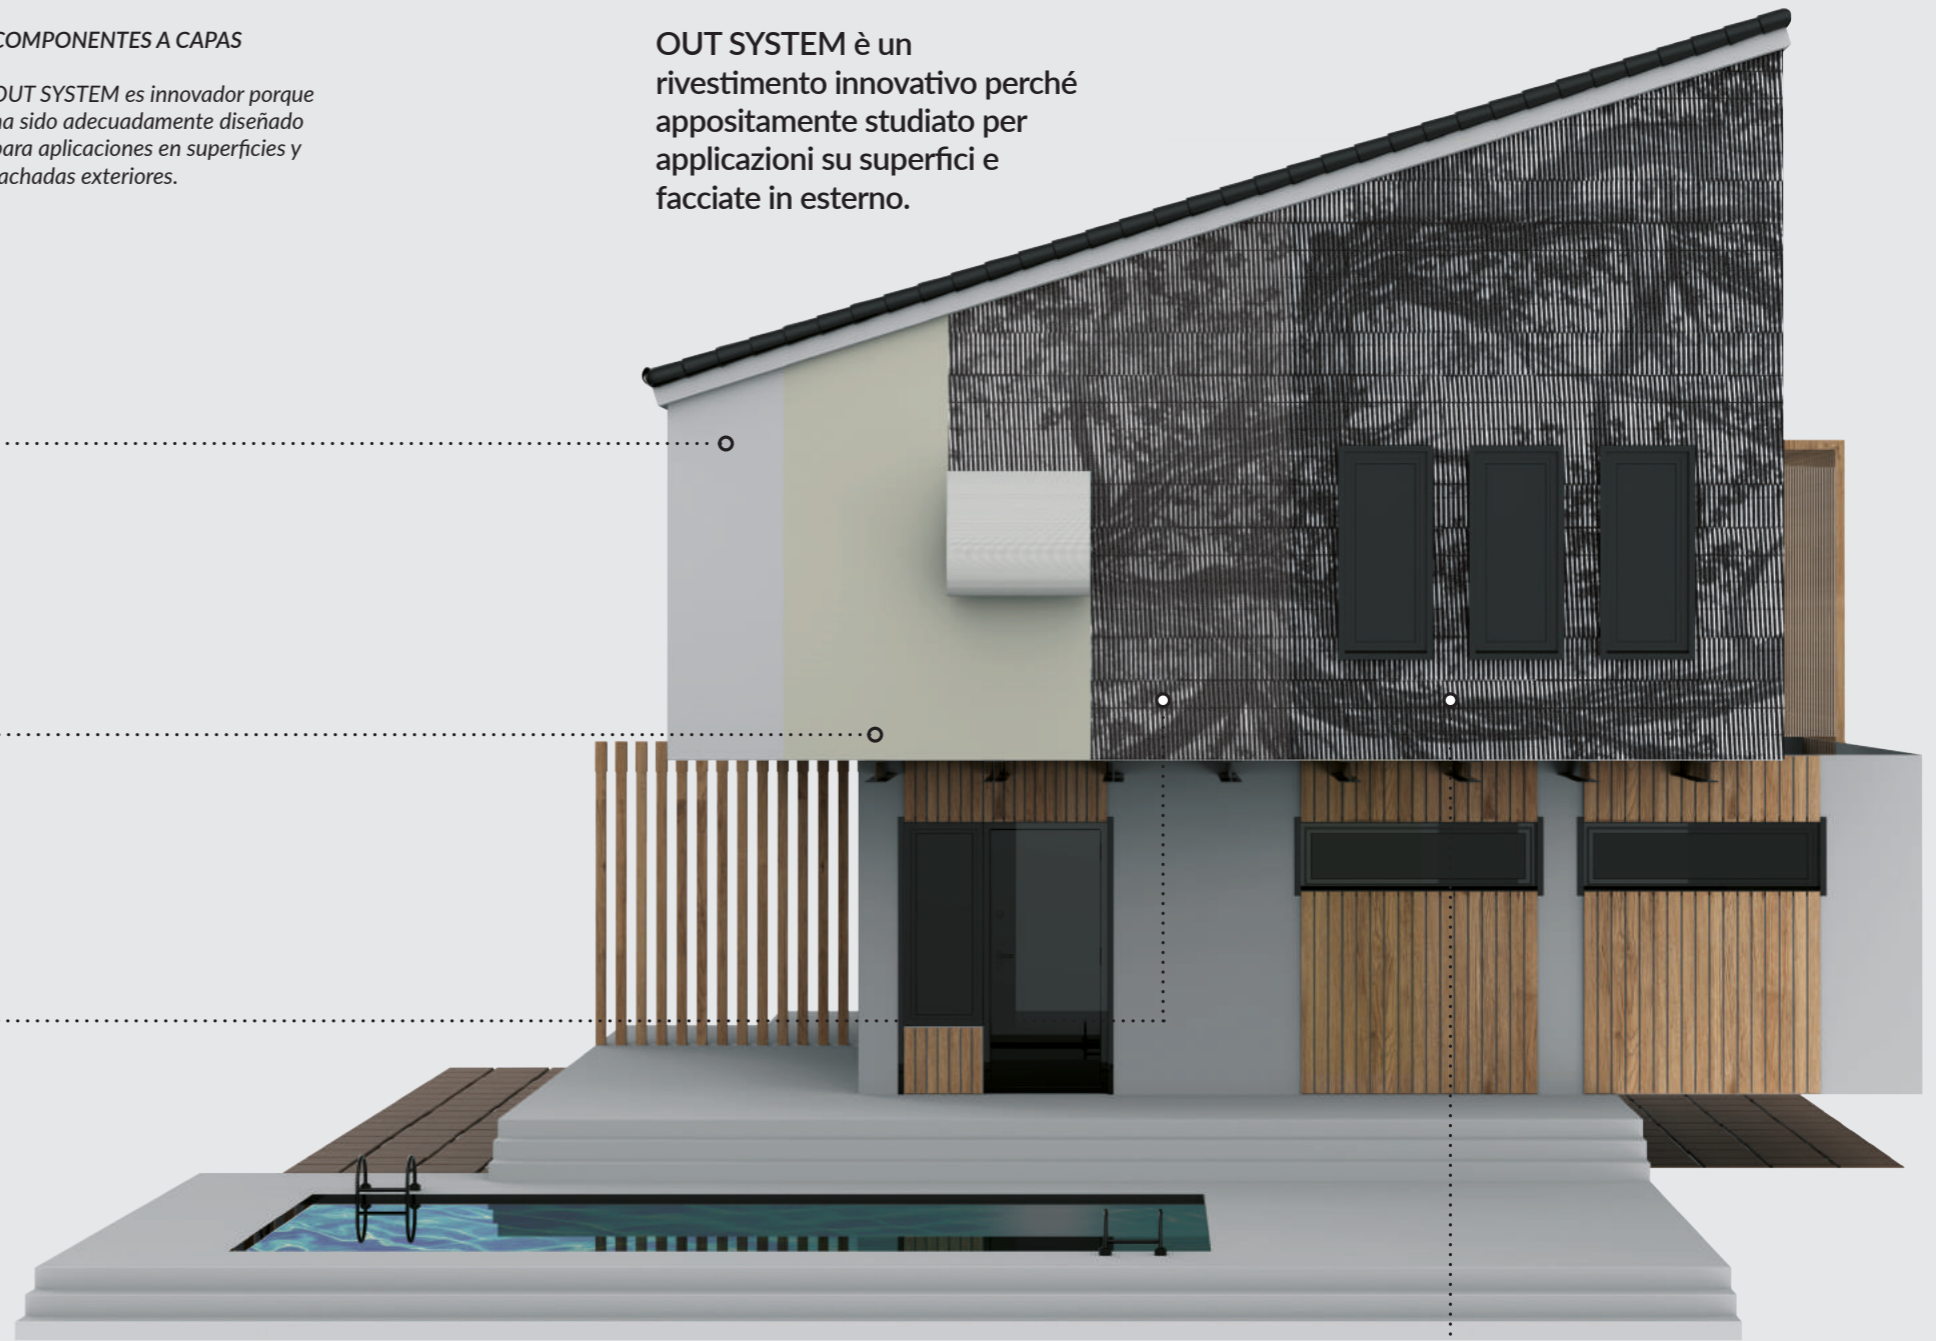 COMPONENTES A CAPAS
OUT SYSTEM es innovador porque
ha sido adecuadamente diseñado
para aplicaciones en superficies y
fachadas exteriores.
OUT SYSTEM è un
rivestimento innovativo perché
appositamente studiato per
applicazioni su superfici e
facciate in esterno.